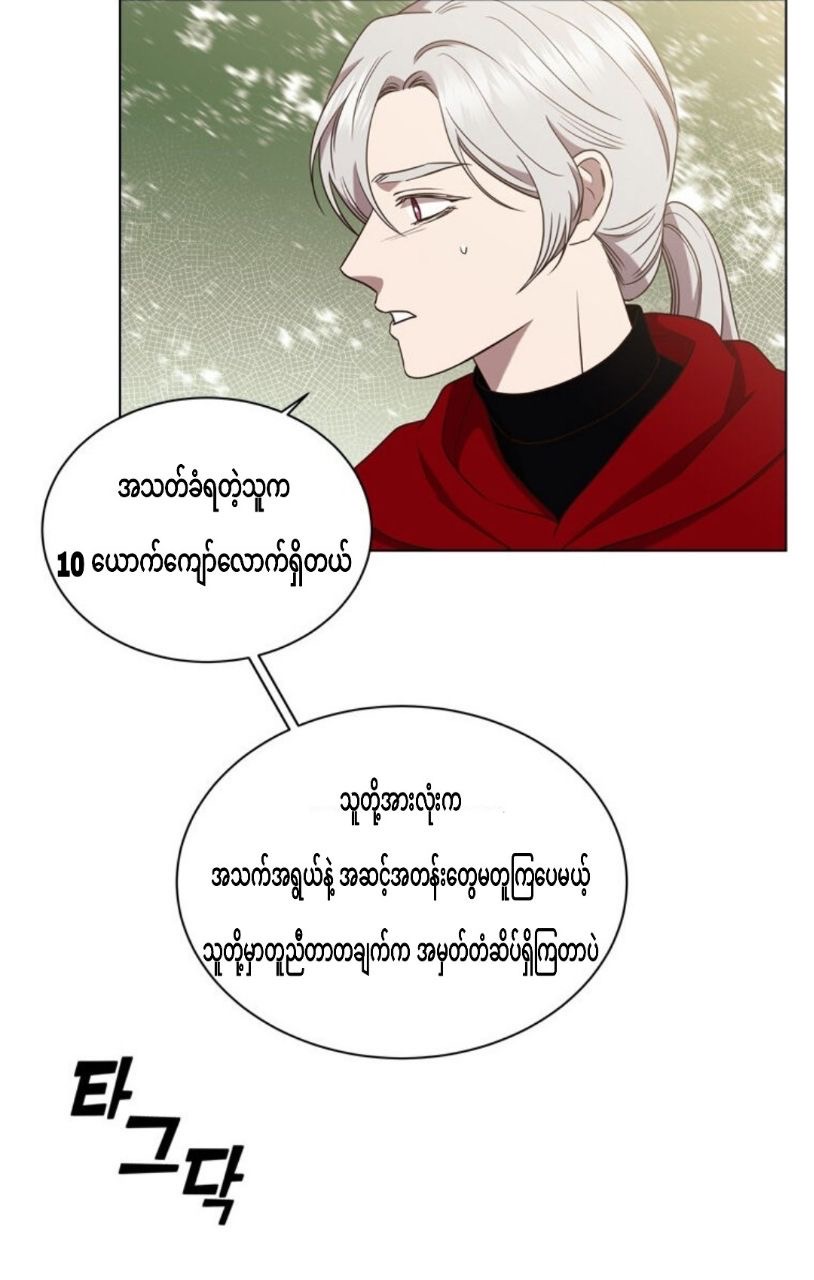 အသတ်ခံရတဲ့သူက
10 ယောက်ကျော်လောက်ရှိတယ်
သူတို့အားလုံးက
အသက်အရွယ်နဲ့ အဆင့်အတန်းတွေမတူကြပေမယ့်
သူတို့မှာတူညီတာတချက်က အမှတ်တံဆိပ်ရှိကြတာပဲ
타그닥